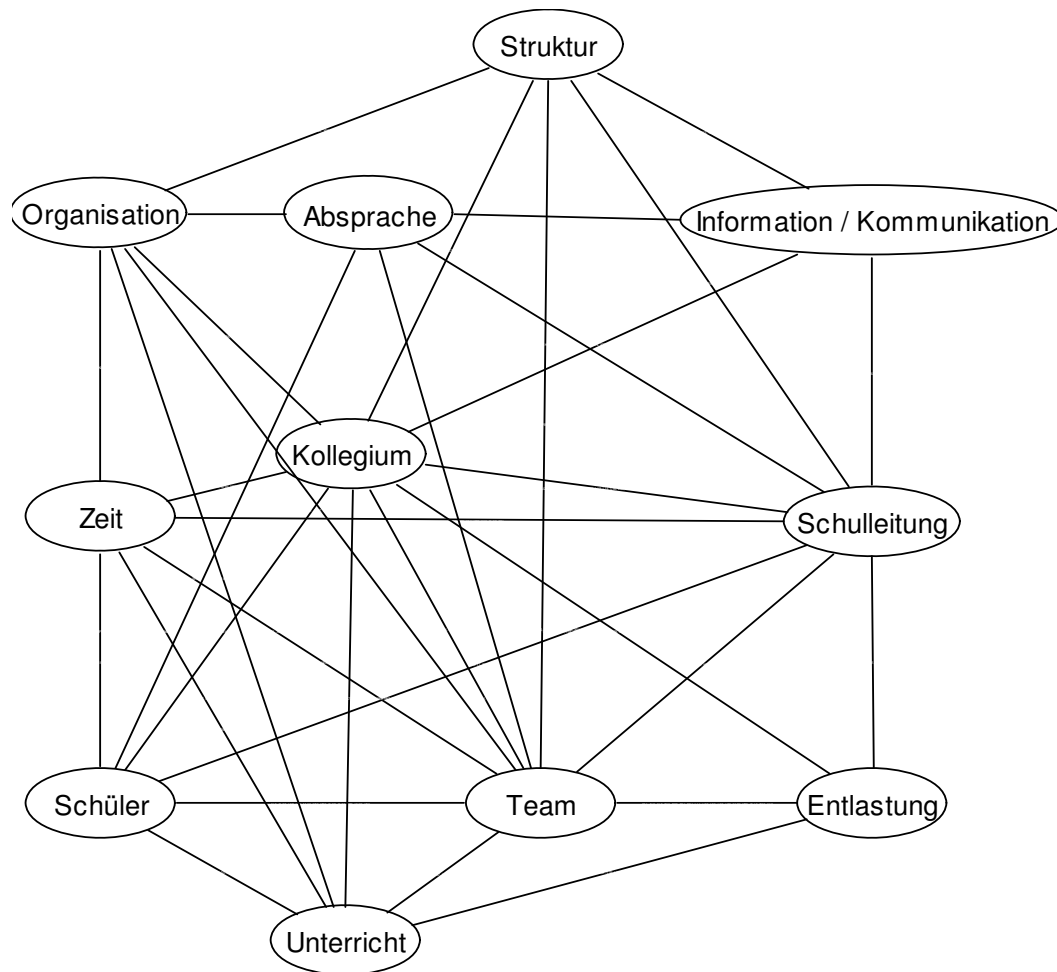 Struktur
Organisation
Absprache
Information / Kommunikation
Kollegium
Zeit
Schulleitung
Schüler
Team
Entlastung
Unterricht